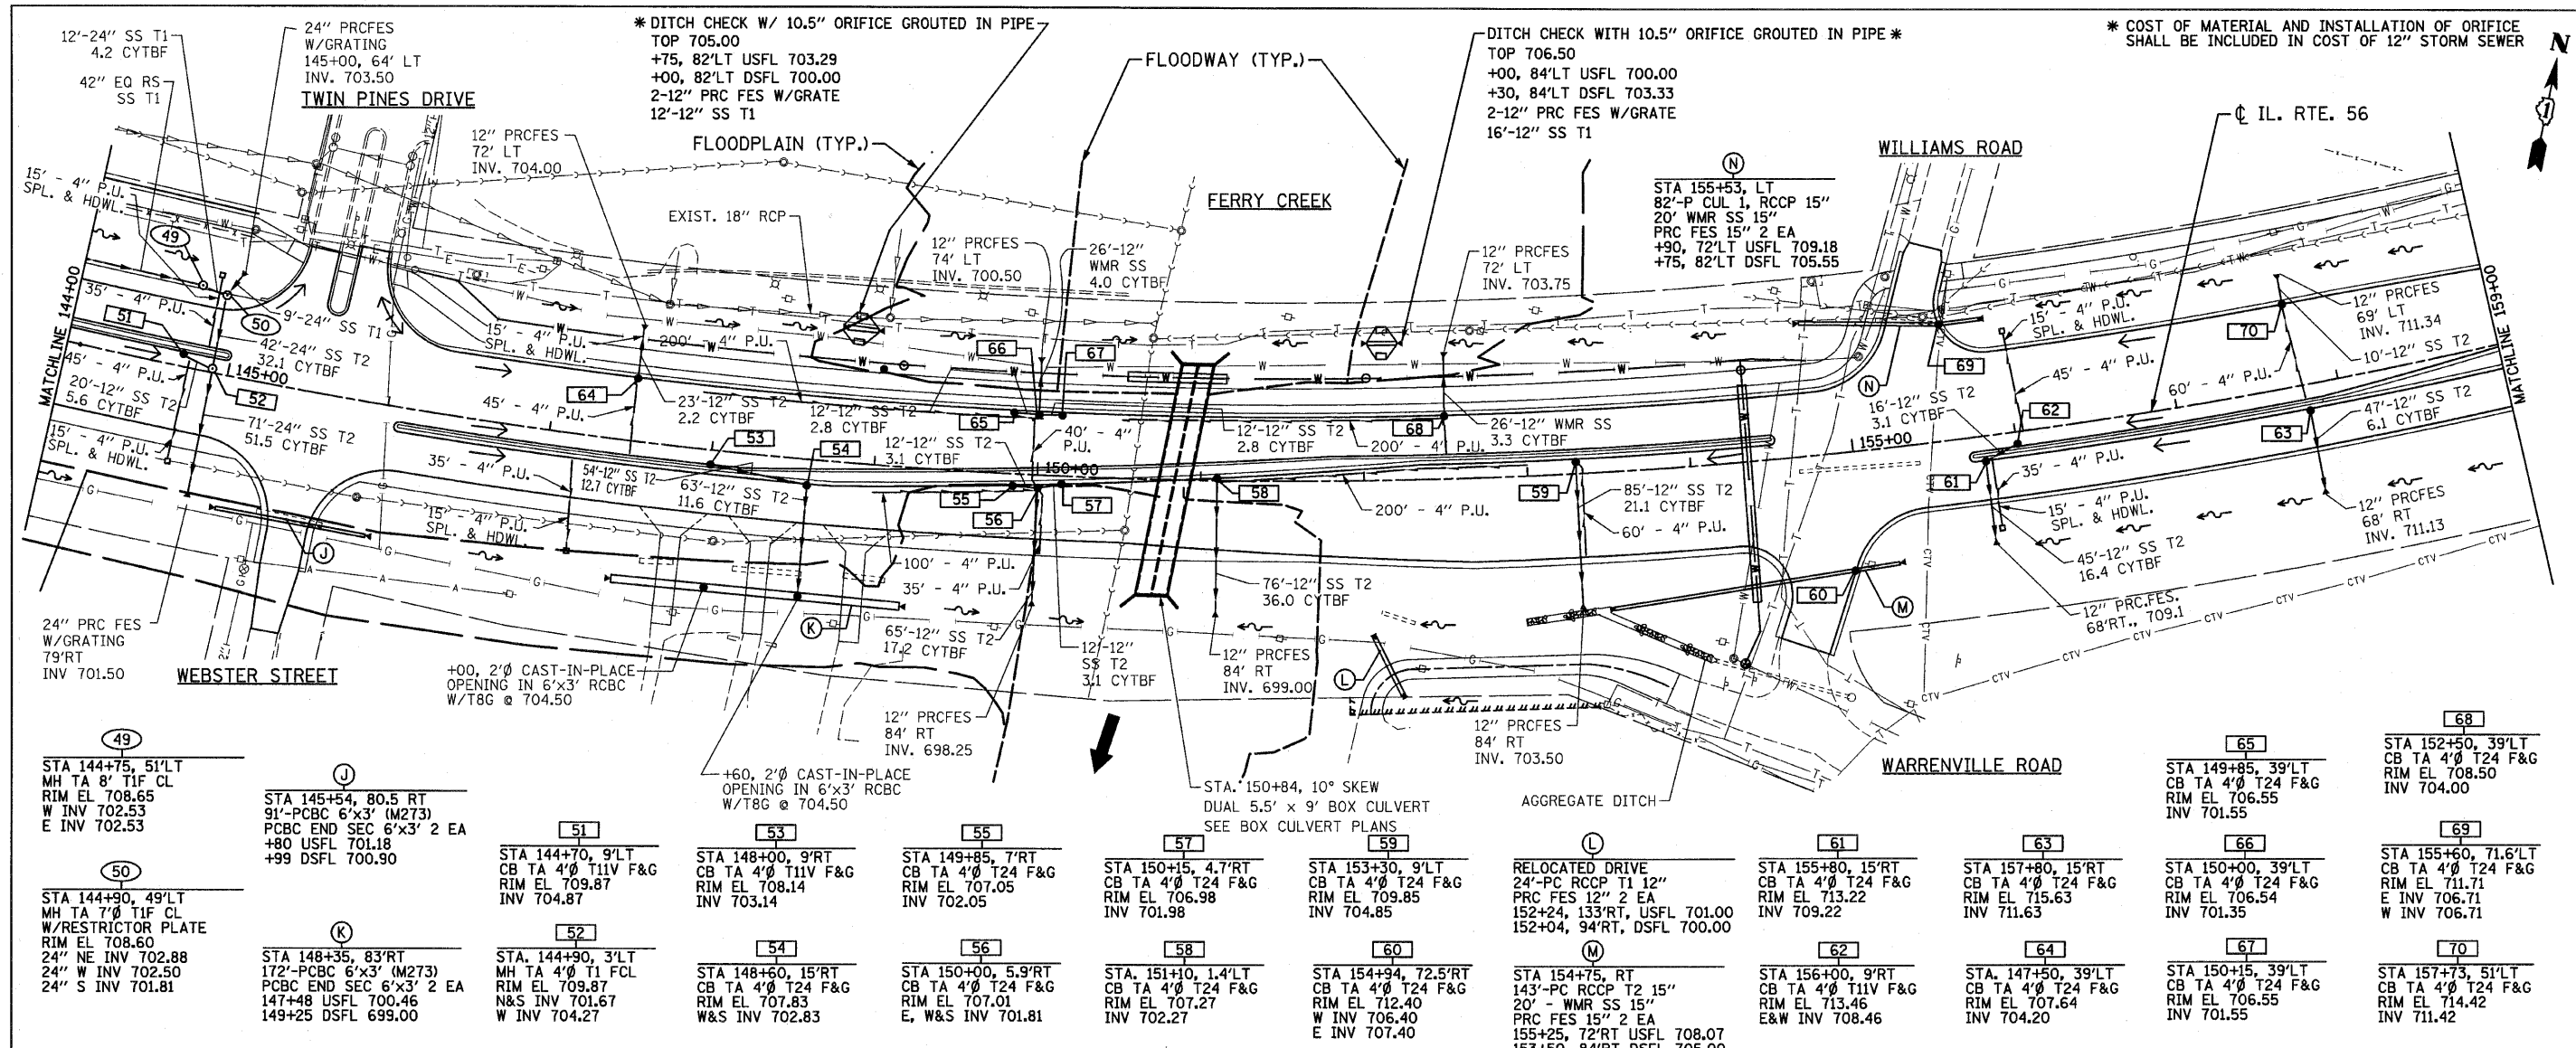 12'-24" SS T1
4.2 CYTBF
42" EQ RS
SS T1
24" PRCFES
W/GRATING
145+00, 64' LT
INV. 703.50
TWIN PINES DRIVE
* DITCH CHECK W/ 10.5" ORIFICE GROUTED IN PIPE
TOP 705.00
+75, 82'LT USFL 703.29
+00, 82'LT DSFL 700.00
2-12" PRC FES W/GRATE
12'-12" SS T1
FLOODWAY (TYP.)
DITCH CHECK WITH 10.5" ORIFICE GROUTED IN PIPE *
TOP 706.50
+00, 84'LT USFL 700.00
+30, 84'LT DSFL 703.33
2-12" PRC FES W/GRATE
16'-12" SS T1
* COST OF MATERIAL AND INSTALLATION OF ORIFICE
SHALL BE INCLUDED IN COST OF 12" STORM SEWER
N
℄ IL. RTE. 56
12" PRCFES
72' LT
INV. 704.00
FLOODPLAIN (TYP.)
EXIST. 18" RCP
FERRY CREEK
N
STA 155+53, LT
82'-P CUL 1, RCCP 15"
20' WMR SS 15"
PRC FES 15" 2 EA
+90, 72'LT USFL 709.18
+75, 82'LT DSFL 705.55
WILLIAMS ROAD
15' - 4" P.U.
SPL. & HDWL.
49
12" PRCFES
74' LT
INV. 700.50
26'-12"
WMR SS
4.0 CYTBF
12" PRCFES
72' LT
INV. 703.75
MATCHLINE 144+00
35' - 4" P.U.
51
50
9'-24" SS T1
42'-24" SS T2
32.1 CYTBF
45' - 4" P.U.
20'-12" SS T2
5.6 CYTBF
145+00
52
71'-24" SS T2
51.5 CYTBF
15' - 4" P.U.
SPL. & HDWL.
15' - 4" P.U.
SPL. & HDWL.
200' - 4" P.U.
64
45' - 4" P.U.
23'-12" SS T2
2.2 CYTBF
12'-12" SS T2
2.8 CYTBF
66
67
65
40' - 4"
P.U.
12'-12" SS T2
2.8 CYTBF
200' - 4" P.U.
68
26'-12" WMR SS
3.3 CYTBF
15' - 4" P.U.
SPL. & HDWL.
70
12" PRCFES
69' LT
INV. 711.34
10'-12" SS T2
MATCHLINE 159+00
69
N
45' - 4" P.U.
60' - 4" P.U.
16'-12" SS T2
3.1 CYTBF
62
47'-12" SS T2
6.1 CYTBF
63
155+00
53
54
12'-12" SS T2
3.1 CYTBF
150+00
35' - 4" P.U.
54'-12" SS T2
12.7 CYTBF
63'-12" SS T2
11.6 CYTBF
15' - 4" P.U.
SPL. & HDWL.
55
56
57
58
59
200' - 4" P.U.
85'-12" SS T2
21.1 CYTBF
60' - 4" P.U.
61
35' - 4" P.U.
15' - 4" P.U.
SPL. & HDWL.
12" PRCFES
68' RT
INV. 711.13
45'-12" SS T2
16.4 CYTBF
J
100' - 4" P.U.
35' - 4" P.U.
76'-12" SS T2
36.0 CYTBF
60
M
12" PRC.FES.
68'RT., 709.1
24" PRC FES
W/GRATING
79'RT
INV 701.50
WEBSTER STREET
+00, 2'Ø CAST-IN-PLACE
OPENING IN 6'x3' RCBC
W/T8G @ 704.50
K
65'-12" SS T2
17.2 CYTBF
12'-12"
SS T2
3.1 CYTBF
12" PRCFES
84' RT
INV. 699.00
L
12" PRCFES
84' RT
INV. 698.25
12" PRCFES
84' RT
INV. 703.50
+60, 2'Ø CAST-IN-PLACE
OPENING IN 6'x3' RCBC
W/T8G @ 704.50
STA. 150+84, 10° SKEW
DUAL 5.5' x 9' BOX CULVERT
SEE BOX CULVERT PLANS
AGGREGATE DITCH
WARRENVILLE ROAD
49
STA 144+75, 51'LT
MH TA 8' T1F CL
RIM EL 708.65
W INV 702.53
E INV 702.53
50
STA 144+90, 49'LT
MH TA 7'Ø T1F CL
W/RESTRICTOR PLATE
RIM EL 708.60
24" NE INV 702.88
24" W INV 702.50
24" S INV 701.81
J
STA 145+54, 80.5 RT
91'-PCBC 6'x3' (M273)
PCBC END SEC 6'x3' 2 EA
+80 USFL 701.18
+99 DSFL 700.90
K
STA 148+35, 83'RT
172'-PCBC 6'x3' (M273)
PCBC END SEC 6'x3' 2 EA
147+48 USFL 700.46
149+25 DSFL 699.00
51
STA 144+70, 9'LT
CB TA 4'Ø T11V F&G
RIM EL 709.87
INV 704.87
52
STA. 144+90, 3'LT
MH TA 4'Ø T1 FCL
RIM EL 709.87
N&S INV 701.67
W INV 704.27
53
STA 148+00, 9'RT
CB TA 4'Ø T11V F&G
RIM EL 708.14
INV 703.14
54
STA 148+60, 15'RT
CB TA 4'Ø T24 F&G
RIM EL 707.83
W&S INV 702.83
55
STA 149+85, 7'RT
CB TA 4'Ø T24 F&G
RIM EL 707.05
INV 702.05
56
STA 150+00, 5.9'RT
CB TA 4'Ø T24 F&G
RIM EL 707.01
E, W&S INV 701.81
57
STA 150+15, 4.7'RT
CB TA 4'Ø T24 F&G
RIM EL 706.98
INV 701.98
58
STA. 151+10, 1.4'LT
CB TA 4'Ø T24 F&G
RIM EL 707.27
INV 702.27
59
STA 153+30, 9'LT
CB TA 4'Ø T24 F&G
RIM EL 709.85
INV 704.85
60
STA 154+94, 72.5'RT
CB TA 4'Ø T24 F&G
RIM EL 712.40
W INV 706.40
E INV 707.40
L
RELOCATED DRIVE
24'-PC RCCP T1 12"
PRC FES 12" 2 EA
152+24, 133'RT, USFL 701.00
152+04, 94'RT, DSFL 700.00
M
STA 154+75, RT
143'-PC RCCP T2 15"
20' - WMR SS 15"
PRC FES 15" 2 EA
155+25, 72'RT USFL 708.07
153+50, 84'RT DSFL 705.00
61
STA 155+80, 15'RT
CB TA 4'Ø T24 F&G
RIM EL 713.22
INV 709.22
62
STA 156+00, 9'RT
CB TA 4'Ø T11V F&G
RIM EL 713.46
E&W INV 708.46
63
STA 157+80, 15'RT
CB TA 4'Ø T24 F&G
RIM EL 715.63
INV 711.63
64
STA. 147+50, 39'LT
CB TA 4'Ø T24 F&G
RIM EL 707.64
INV 704.20
65
STA 149+85, 39'LT
CB TA 4'Ø T24 F&G
RIM EL 706.55
INV 701.55
66
STA 150+00, 39'LT
CB TA 4'Ø T24 F&G
RIM EL 706.54
INV 701.35
67
STA 150+15, 39'LT
CB TA 4'Ø T24 F&G
RIM EL 706.55
INV 701.55
68
STA 152+50, 39'LT
CB TA 4'Ø T24 F&G
RIM EL 708.50
INV 704.00
69
STA 155+60, 71.6'LT
CB TA 4'Ø T24 F&G
RIM EL 711.71
E INV 706.71
W INV 706.71
70
STA 157+73, 51'LT
CB TA 4'Ø T24 F&G
RIM EL 714.42
INV 711.42